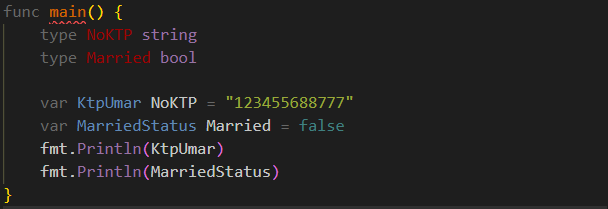 func main() {
    type NoKTP string
    type Married bool

    var KtpUmar NoKTP = "123455688777"
    var MarriedStatus Married = false
    fmt.Println(KtpUmar)
    fmt.Println(MarriedStatus)
}